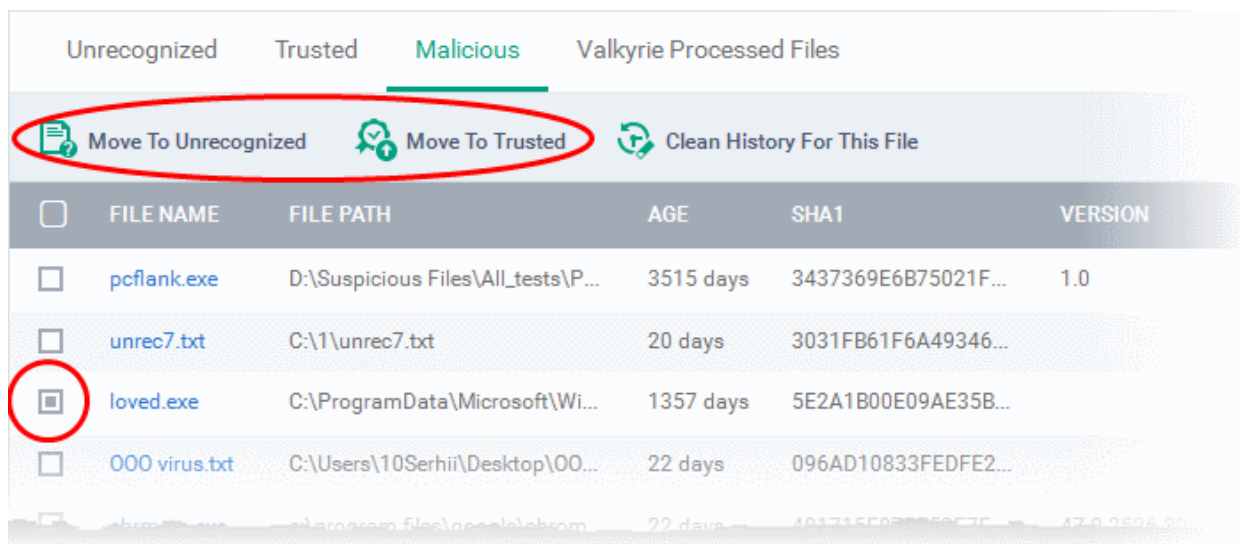 Unrecognized Trusted Malicious Valkyrie Processed Files
Move To Unrecognized Move To Trusted Clean History For This File
FILE NAME FILE PATH AGE SHA1 VERSION
pcflank.exe D:\Suspicious Files\All_tests\P... 3515 days 3437369E6B75021F... 1.0
unrec7.txt C:\1\unrec7.txt 20 days 3031FB61F6A49346...
loved.exe C:\ProgramData\Microsoft\Wi... 1357 days 5E2A1B00E09AE35B...
OOO virus.txt C:\Users\10Serhii\Desktop\OO... 22 days 096AD10833FEDFE2...
22 days